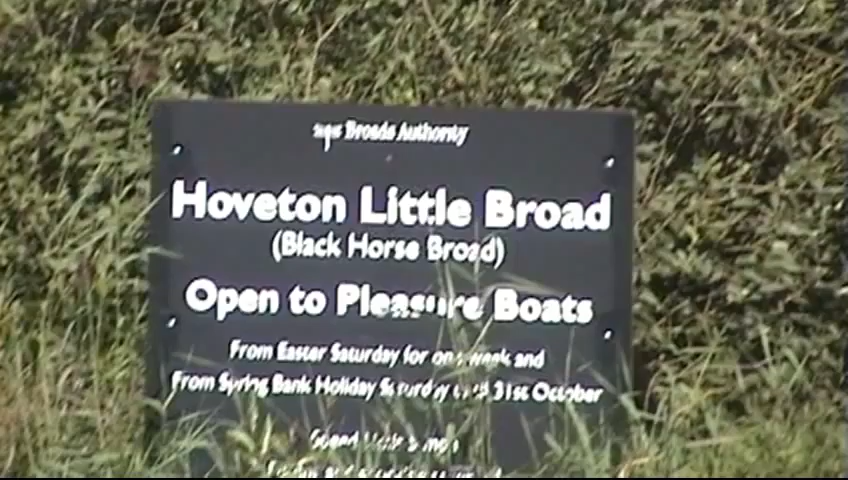 Broads Authority
Hoveton Little Broad
(Black Horse Broad)
Open to Pleasure Boats
From Easter Saturday for one week and
From Spring Bank Holiday Saturday until 31st October
Speed